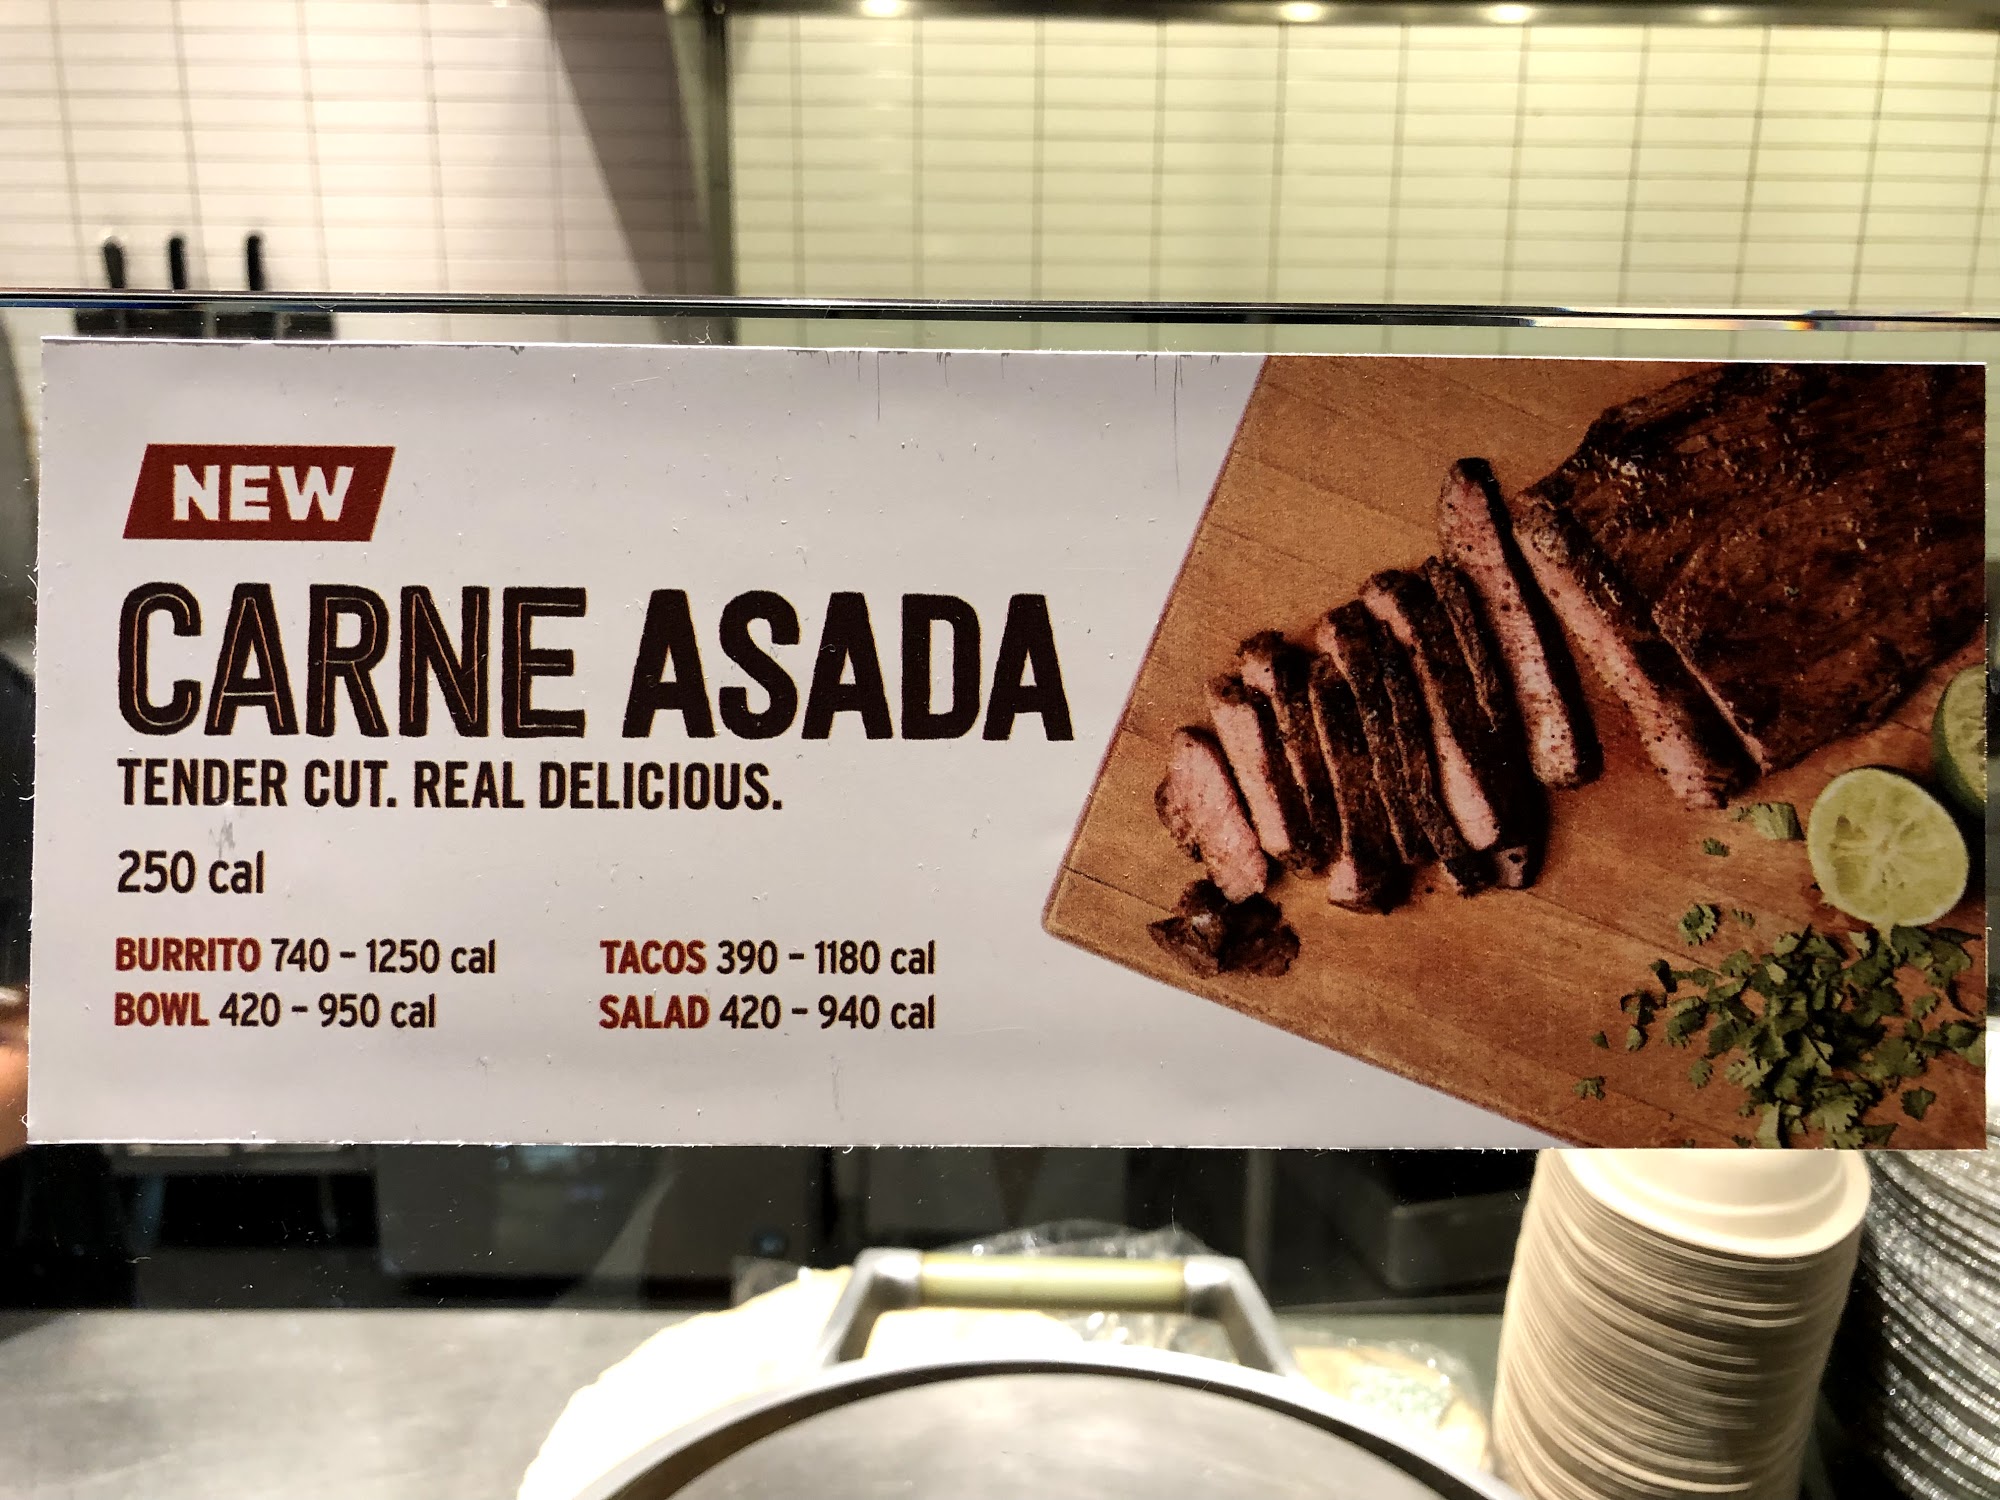 NEW
CARNE ASADA
TENDER CUT. REAL DELICIOUS.
250 cal
BURRITO 740 – 1250 cal
BOWL 420 – 950 cal
TACOS 390 – 1180 cal
SALAD 420 – 940 cal